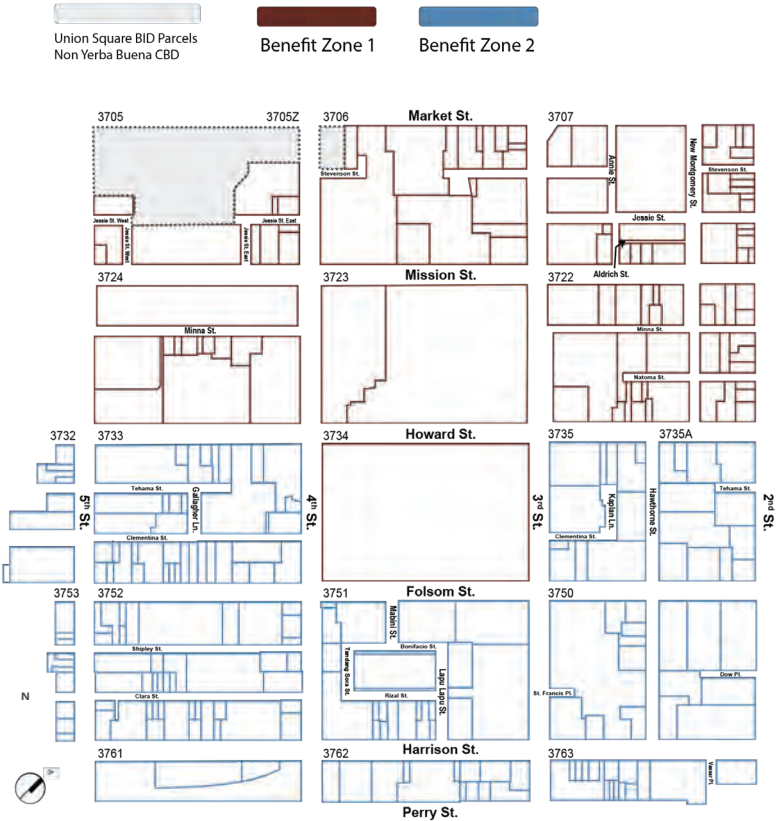 Union Square BID Parcels
Non Yerba Buena CBD
Benefit Zone 1
Benefit Zone 2
3705
3705Z
3706
Market St.
3707
Stevenson St.
Annie St.
New Montgomery St.
Stevenson St.
Jessie St. West
Jessie St. East
Jessie St.
Jessie St. West
Jessie St. East
Aldrich St.
3724
3723
Mission St.
3722
Minna St.
Minna St.
Natoma St.
3732
3733
3734
Howard St.
3735
3735A
Tehama St.
Gallagher Ln.
5th St.
4th St.
3rd St.
Kaplan Ln.
Hawthorne St.
Tehama St.
2nd St.
Clementina St.
Clementina St.
Folsom St.
3753
3752
3751
3750
Mabini St.
Shipley St.
Bonifacio St.
Tandang Sora St.
Lapu Lapu St.
Rizal St.
Dow Pl.
St. Francis Pl.
N
Clara St.
Harrison St.
3761
3762
3763
Vassar Pl.
Perry St.